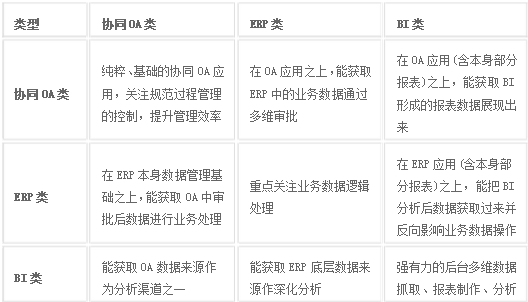 类型
协同OA类
ERP类
BI类
协同OA类
纯粹、基础的协同OA应
用，关注规范过程管理
的控制，提升管理效率
在OA应用之上，能获取
ERP中的业务数据通过
多维审批
在OA应用(含本身部分
报表)之上，能获取BI
形成的报表数据展现出
来
ERP类
在ERP本身数据管理基
础之上，能获取OA中审
批后数据进行业务处理
重点关注业务数据逻辑
处理
在ERP应用(含本身部
分报表)之上，能把BI
分析后数据获取过来并
反向影响业务数据操作
BI类
能获取OA数据来源作
为分析渠道之一
能获取ERP底层数据来
源作深化分析
强有力的后台多维数据
抓取、报表制作、分析